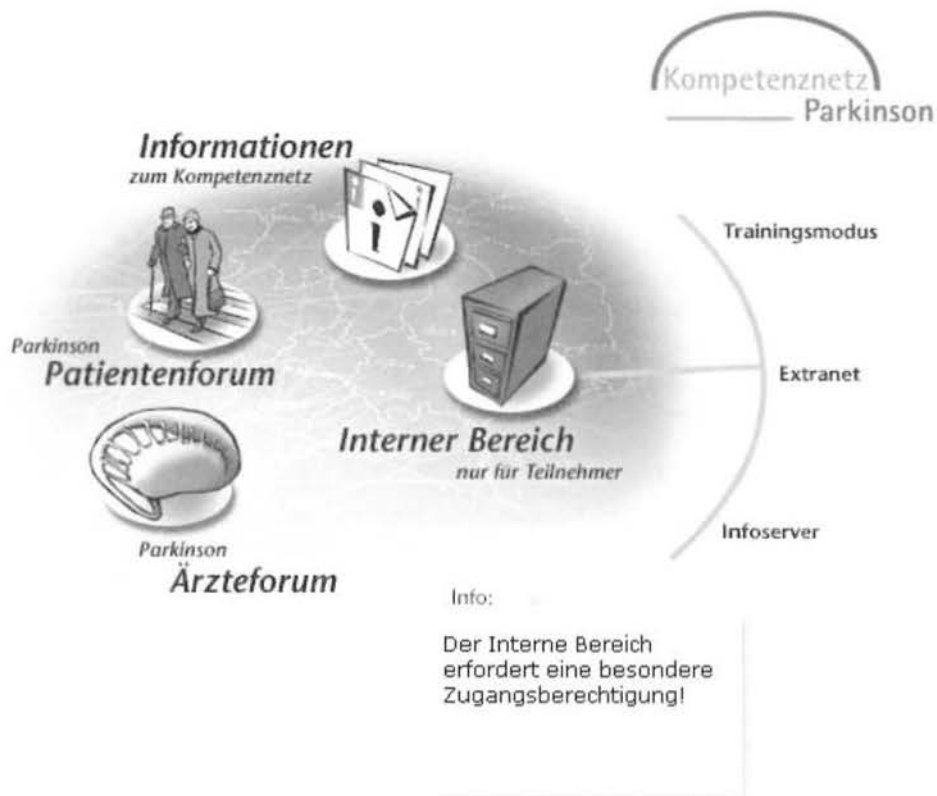 Kompetenznetz
Parkinson
Informationen
zum Kompetenznetz
Parkinson
Patientenforum
Interner Bereich
nur für Teilnehmer
Parkinson
Ärzteforum
Trainingsmodus
Extranet
Infoserver
Info:
Der Interne Bereich
erfordert eine besondere
Zugangsberechtigung!